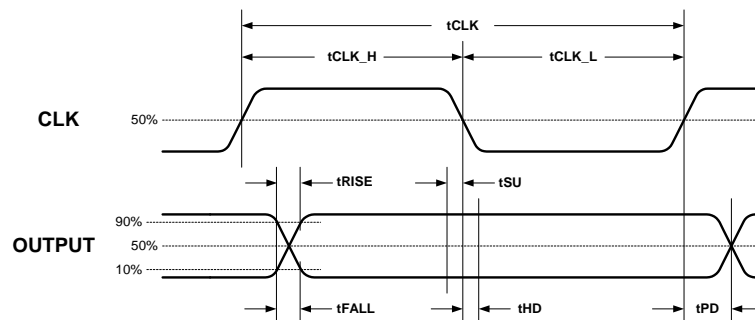 tCLK
tCLK_H
tCLK_L
CLK
50%
tRISE
tSU
90%
OUTPUT
50%
10%
tFALL
tHD
tPD